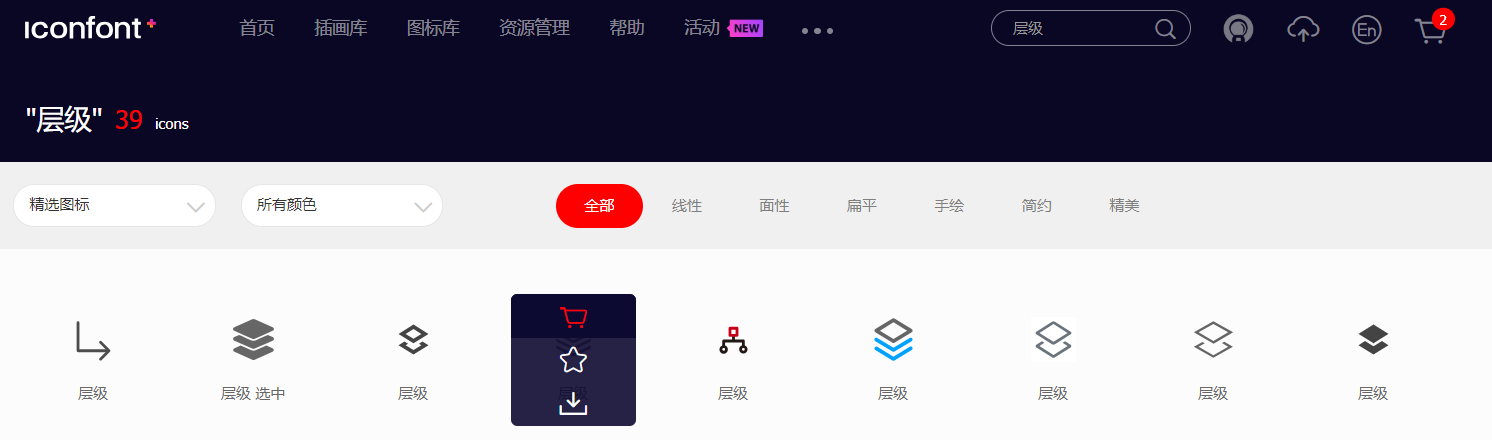 iconfont+ 首页 插画库 图标库 资源管理 帮助 活动 NEW 层级 En 2
"层级" 39 icons
精选图标 所有颜色 全部 线性 面性 扁平 手绘 简约 精美
层级 层级 选中 层级 层级 层级 层级 层级 层级 层级